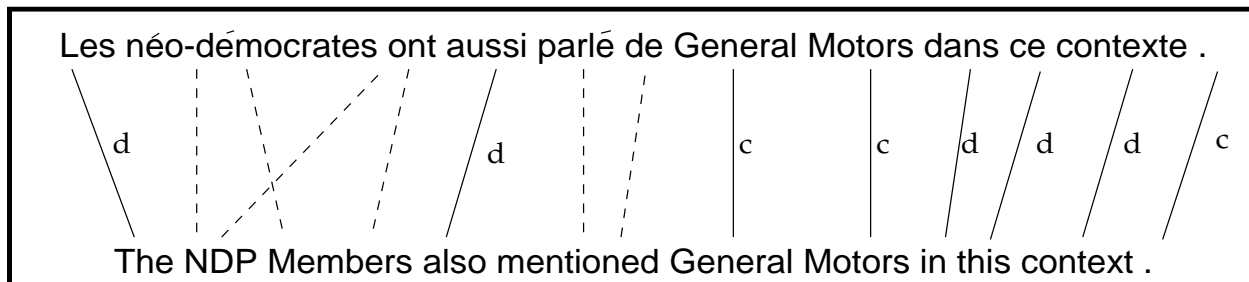 Les néo-démocrates ont aussi parlé de General Motors dans ce contexte .
d d c c d d d c
The NDP Members also mentioned General Motors in this context .